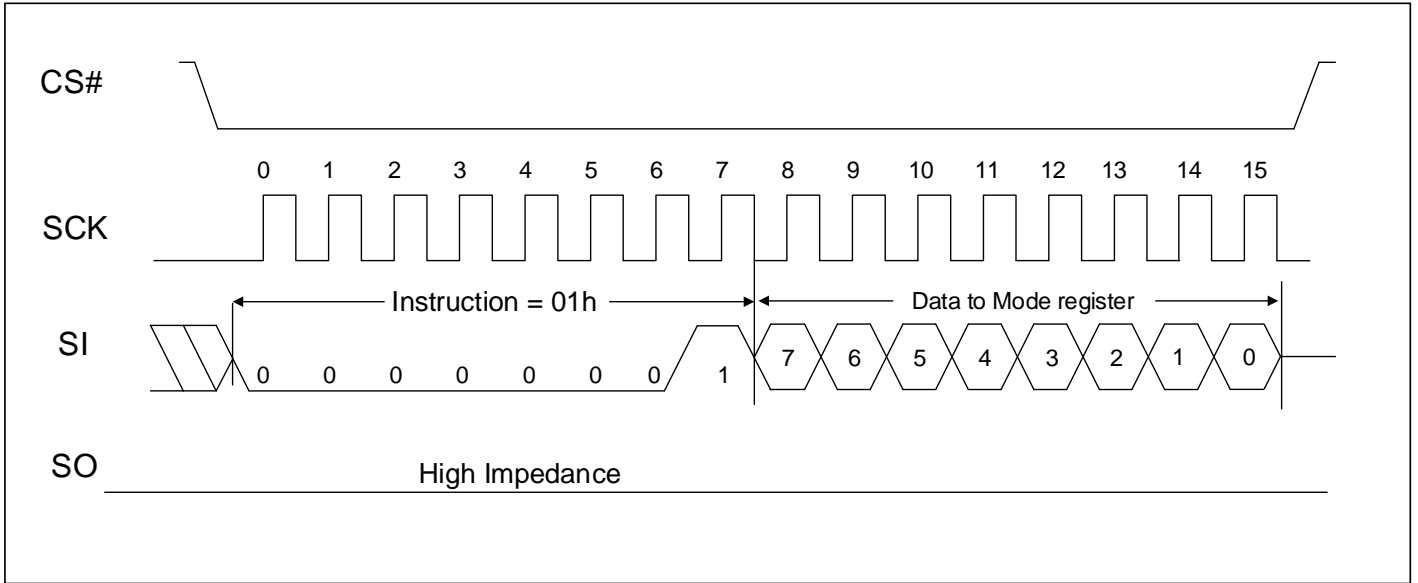 CS#
0 1 2 3 4 5 6 7 8 9 10 11 12 13 14 15
SCK
Instruction = 01h Data to Mode register
SI
0 0 0 0 0 0 0 1 7 6 5 4 3 2 1 0
SO
High Impedance